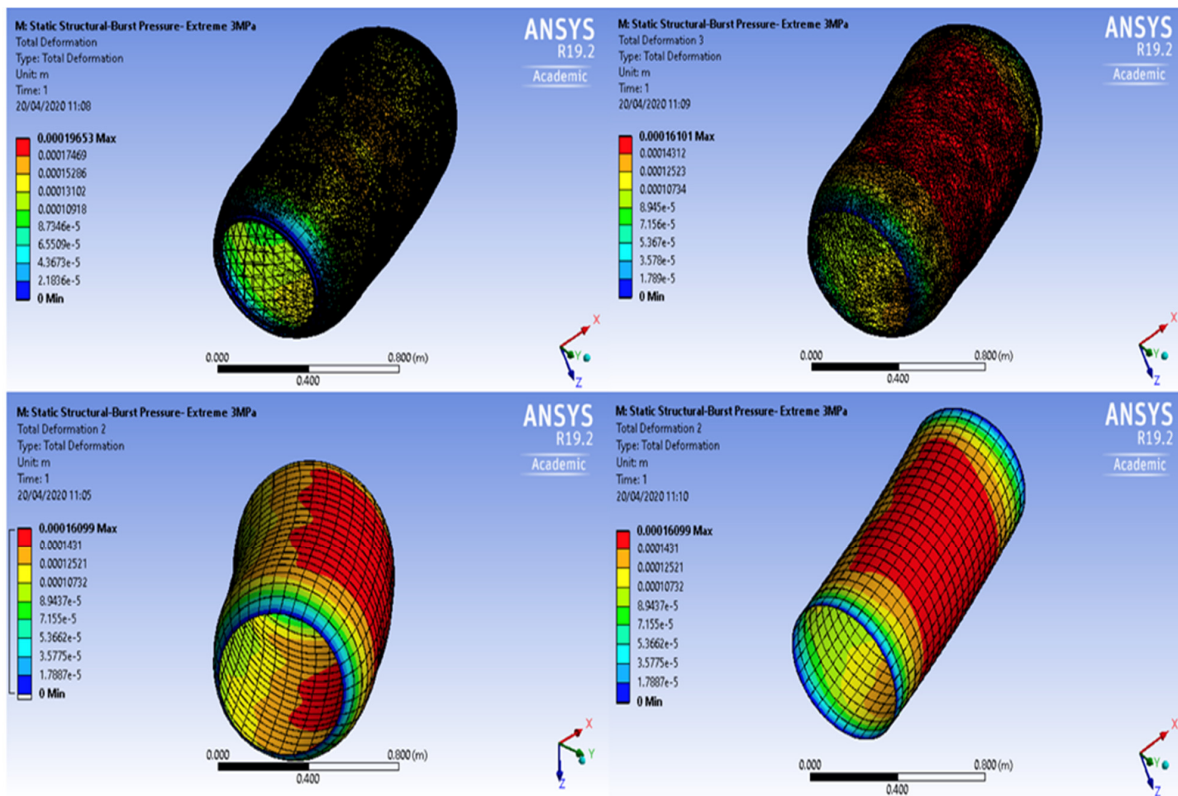 M: Static Structural-Burst Pressure- Extreme 3MPa
Total Deformation
Type: Total Deformation
Unit: m
Time: 1
20/04/2020 11:08
ANSYS
R19.2
Academic
0.00019653 Max
0.00017469
0.00015286
0.00013102
0.00010918
8.7346e-5
6.5509e-5
4.3673e-5
2.1836e-5
0 Min
0.000
0.800 (m)
0.400
X
Y
Z
M: Static Structural-Burst Pressure- Extreme 3MPa
Total Deformation 3
Type: Total Deformation
Unit: m
Time: 1
20/04/2020 11:09
ANSYS
R19.2
Academic
0.00016101 Max
0.00014312
0.00012523
0.00010734
8.945e-5
7.156e-5
5.367e-5
3.578e-5
1.789e-5
0 Min
0.000
0.800 (m)
0.400
X
Y
Z
M: Static Structural-Burst Pressure- Extreme 3MPa
Total Deformation 2
Type: Total Deformation
Unit: m
Time: 1
20/04/2020 11:05
ANSYS
R19.2
Academic
0.00016099 Max
0.0001431
0.00012521
0.00010732
8.9437e-5
7.155e-5
5.3662e-5
3.5775e-5
1.7887e-5
0 Min
0.000
0.800 (m)
0.400
X
Y
Z
M: Static Structural-Burst Pressure- Extreme 3MPa
Total Deformation 2
Type: Total Deformation
Unit: m
Time: 1
20/04/2020 11:10
ANSYS
R19.2
Academic
0.00016099 Max
0.0001431
0.00012521
0.00010732
8.9437e-5
7.155e-5
5.3662e-5
3.5775e-5
1.7887e-5
0 Min
0.000
0.800 (m)
0.400
X
Y
Z